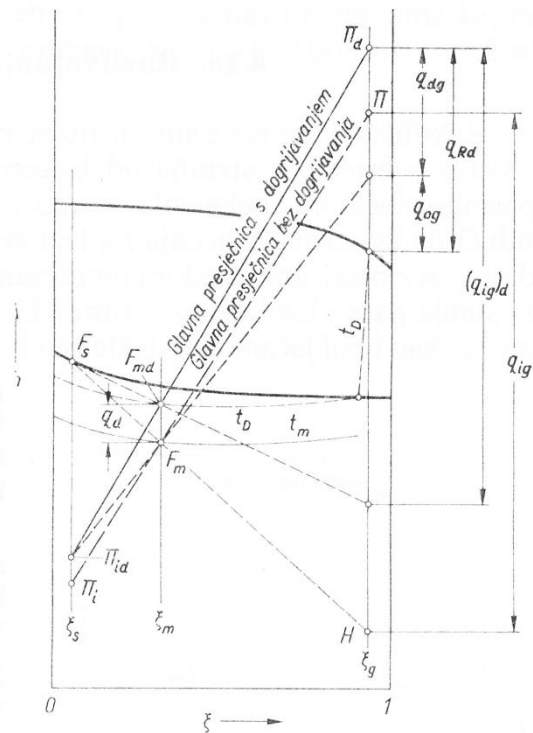 Π_d
q_dg
Π
q_Rd
q_og
Glavna presječnica s dogrijavanjem
Glavna presječnica bez dogrijavanja
(q_ig)_d
t_D
q_ig
F_s
F_md
q_d
t_D
t_m
F_m
Π_id
Π_i
H
ξ_s
ξ_m
ξ_g
0
1
ξ